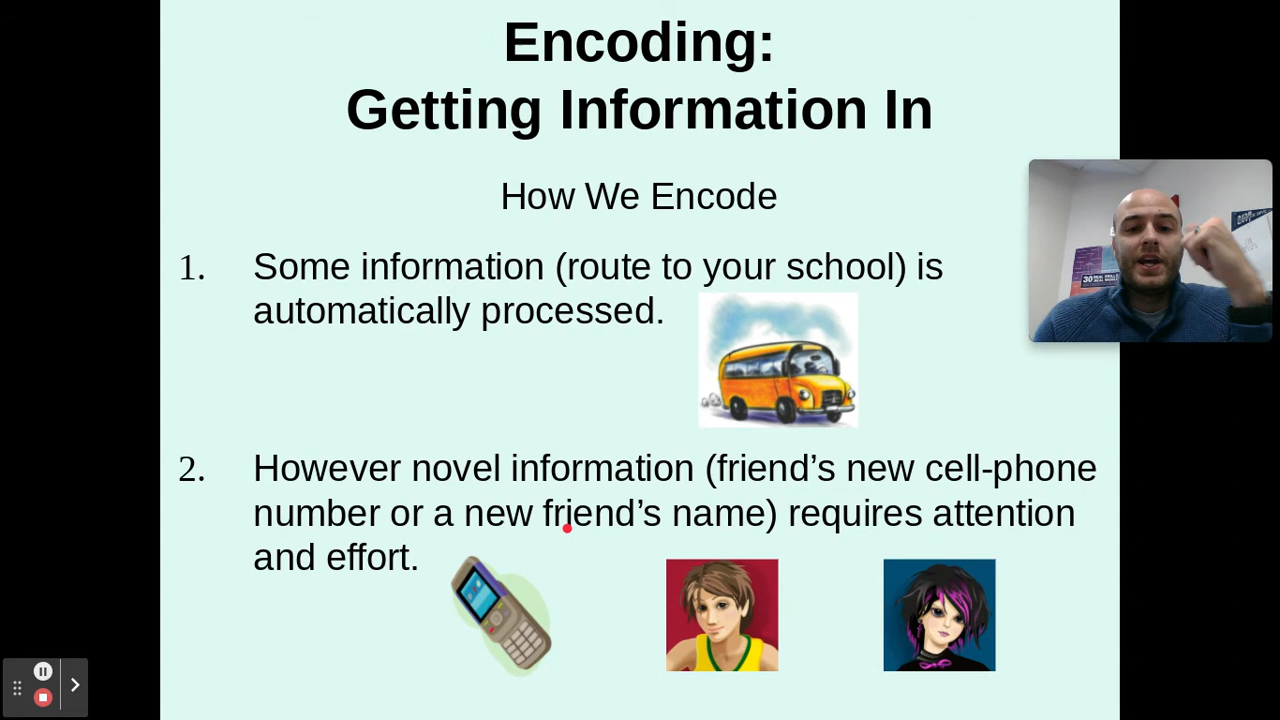 Encoding:
Getting Information In
How We Encode
1. Some information (route to your school) is
automatically processed.
2. However novel information (friend’s new cell-phone
number or a new friend’s name) requires attention
and effort.
30